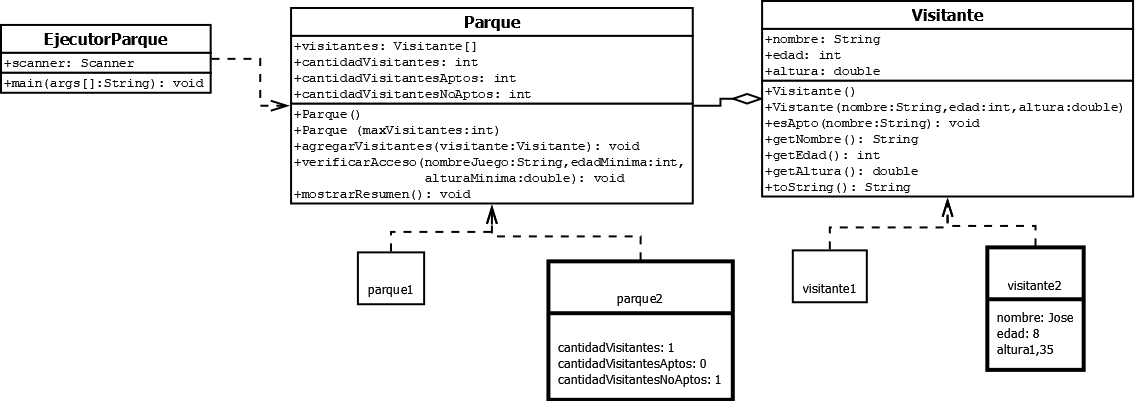 EjecutorParque
+scanner: Scanner
+main(args[]:String): void
Parque
+visitantes: Visitante[]
+cantidadVisitantes: int
+cantidadVisitantesAptos: int
+cantidadVisitantesNoAptos: int
+Parque()
+Parque (maxVisitantes:int)
+agregarVisitantes(visitante:Visitante): void
+verificarAcceso(nombreJuego:String,edadMinima:int,
alturaMinima:double): void
+mostrarResumen(): void
Visitante
+nombre: String
+edad: int
+altura: double
+Visitante()
+Vistante(nombre:String,edad:int,altura:double)
+esApto(nombre:String): void
+getNombre(): String
+getEdad(): int
+getAltura(): double
+toString(): String
parque1
parque2
cantidadVisitantes: 1
cantidadVisitantesAptos: 0
cantidadVisitantesNoAptos: 1
visitante1
visitante2
nombre: Jose
edad: 8
altura1,35